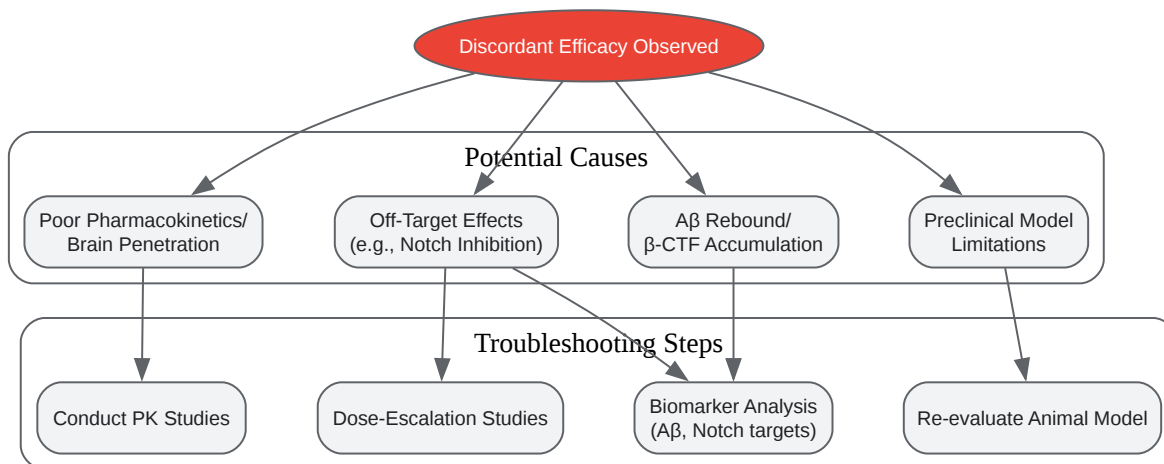 Discordant Efficacy Observed
Potential Causes
Poor Pharmacokinetics/
Brain Penetration
Off-Target Effects
(e.g., Notch Inhibition)
Aβ Rebound/
β-CTF Accumulation
Preclinical Model
Limitations
Troubleshooting Steps
Conduct PK Studies
Dose-Escalation Studies
Biomarker Analysis
(Aβ, Notch targets)
Re-evaluate Animal Model